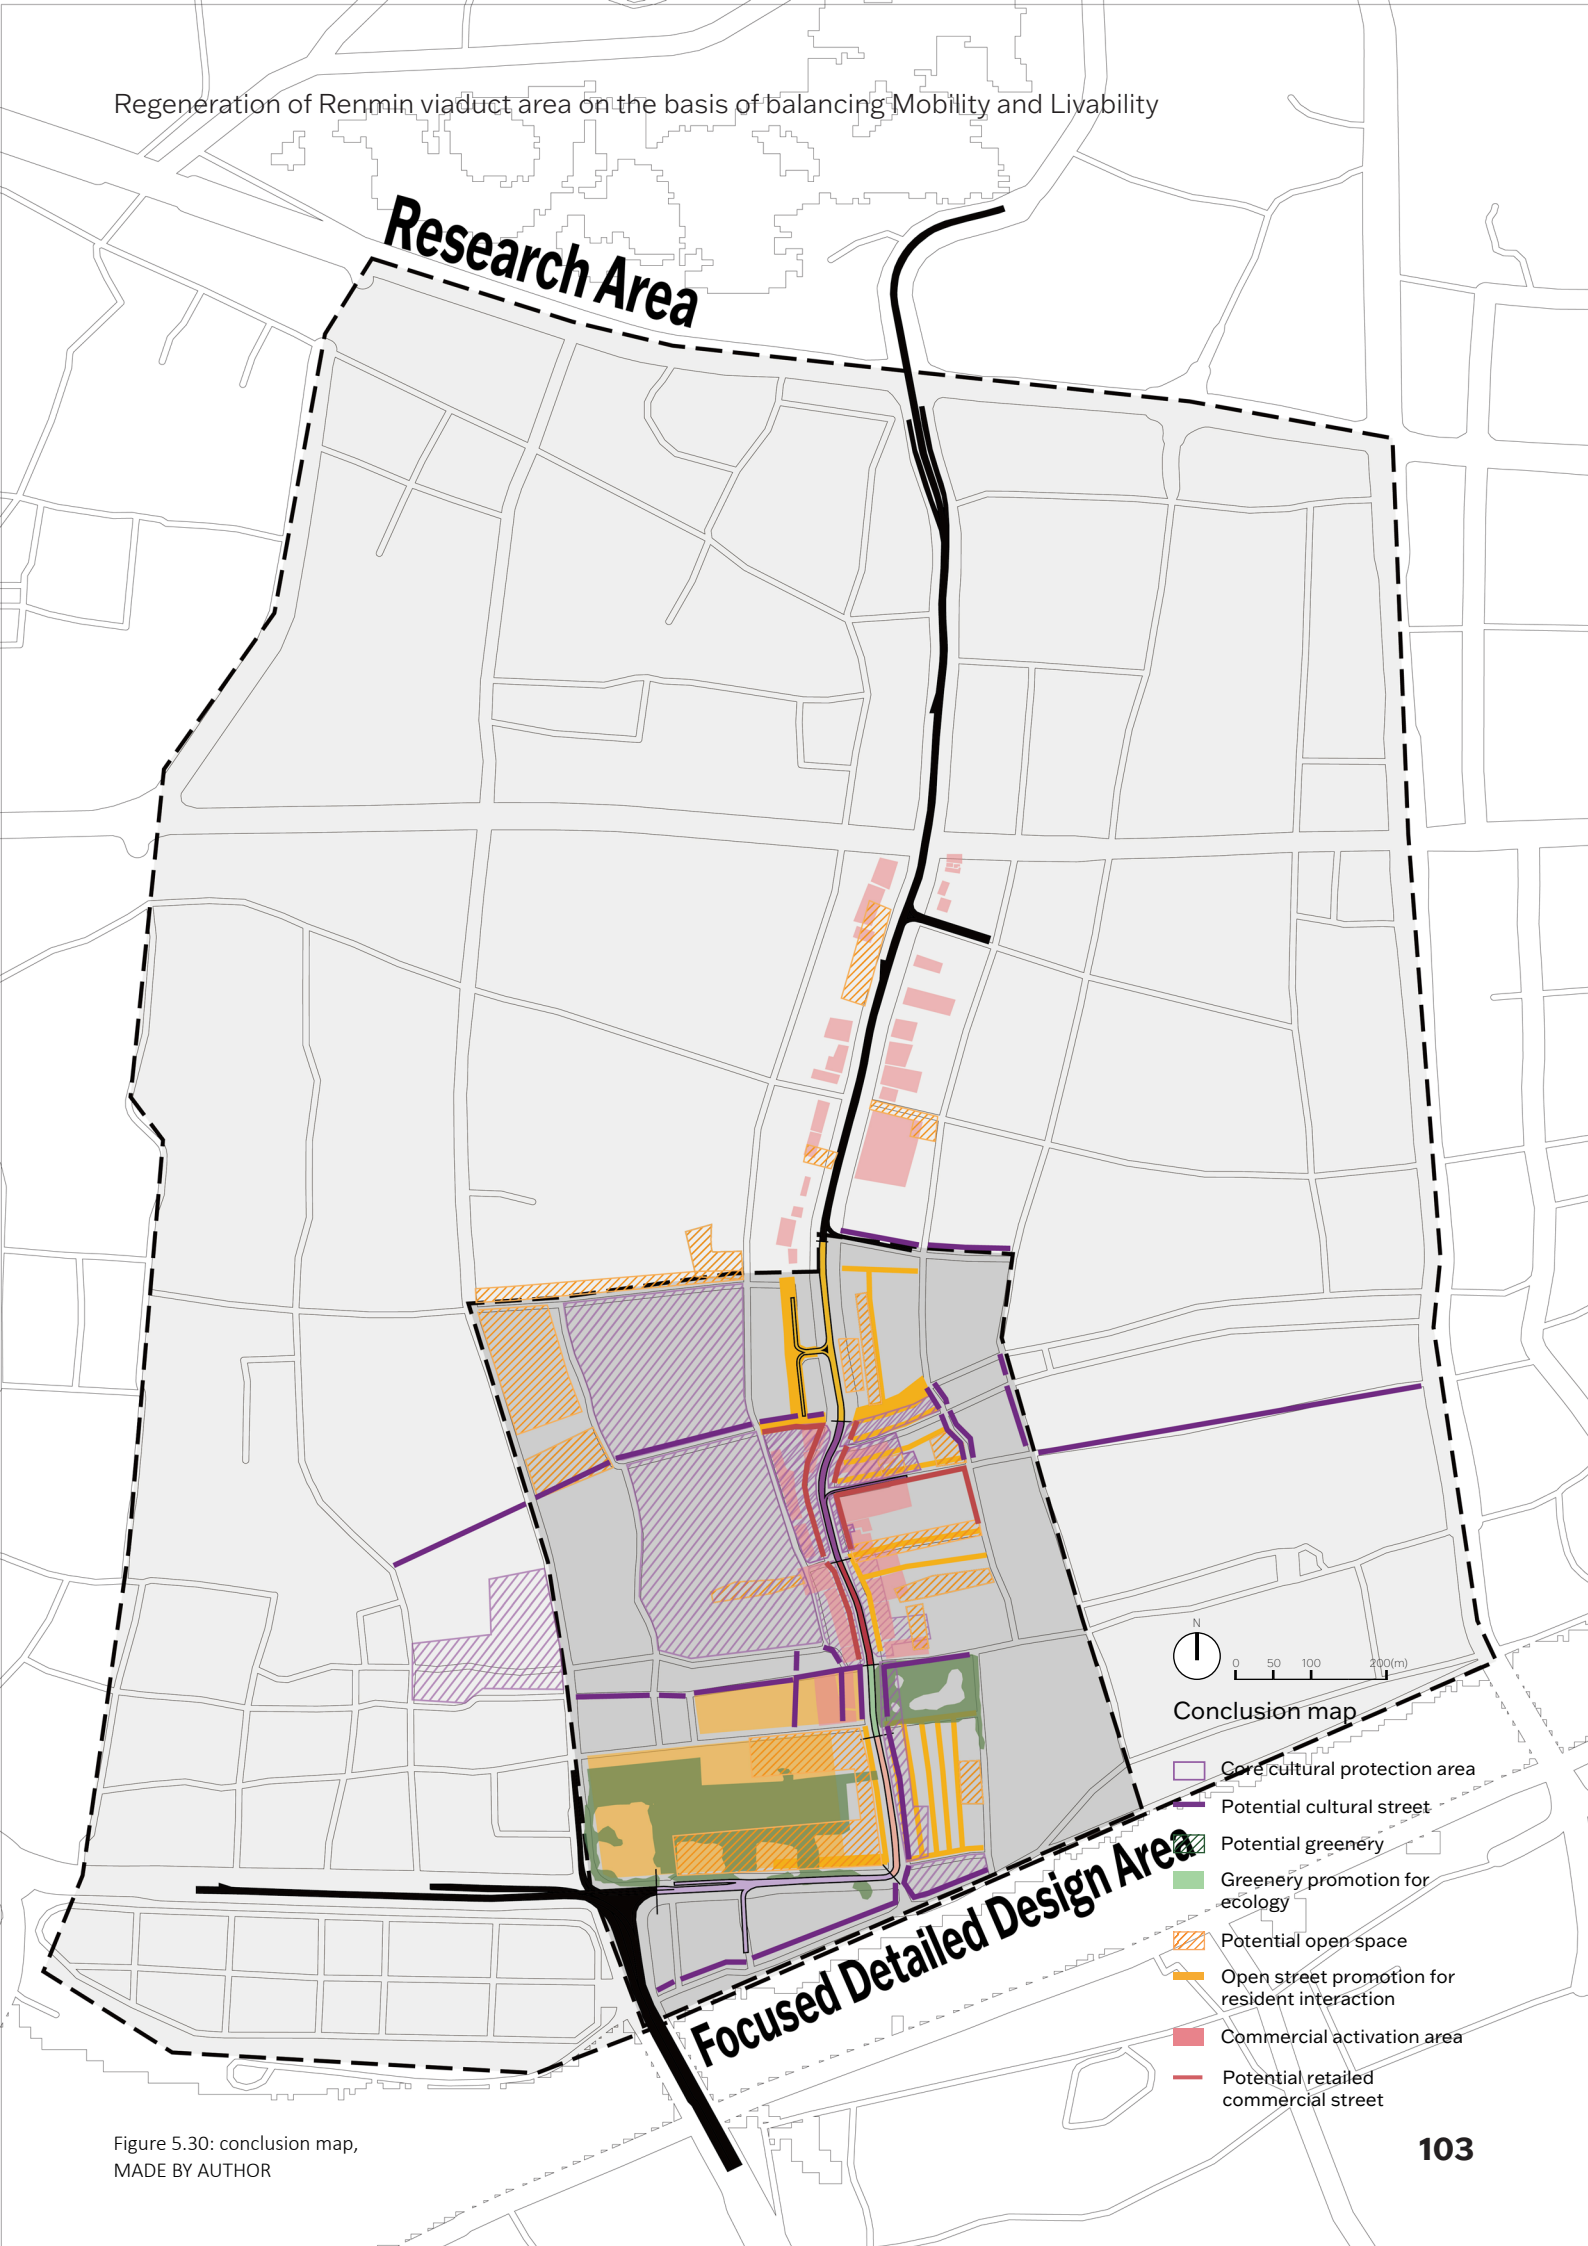 Regeneration of Renmin viaduct area on the basis of balancing Mobility and Livability
Research Area
N
0 50 100 200(m)
Conclusion map
Core cultural protection area
Potential cultural street
Potential greenery
Greenery promotion for
ecology
Potential open space
Open street promotion for
resident interaction
Commercial activation area
Potential retailed
commercial street
Focused Detailed Design Area
Figure 5.30: conclusion map,
MADE BY AUTHOR
103